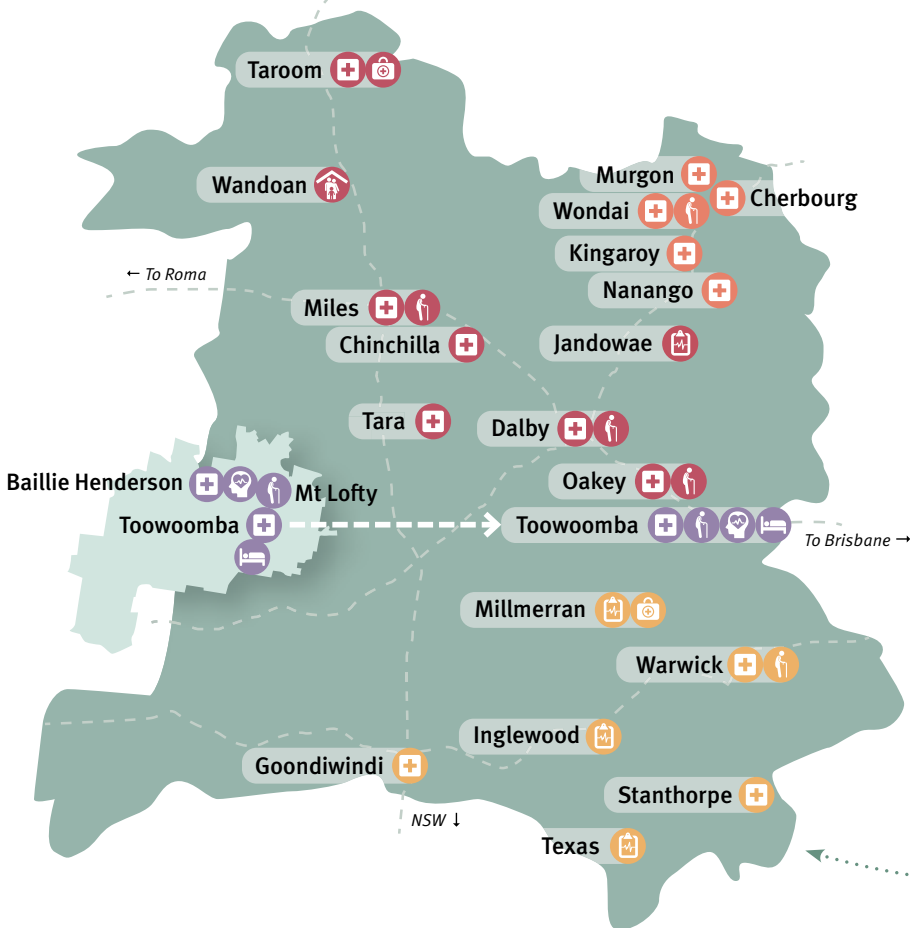 Taroom
Wandoan
Murgon
Cherbourg
Wondai
Kingaroy
← To Roma
Nanango
Miles
Chinchilla
Jandowae
Tara
Dalby
Baillie Henderson
Mt Lofty
Oakey
Toowoomba
Toowoomba
To Brisbane →
Millmerran
Warwick
Inglewood
Goondiwindi
Stanthorpe
NSW ↓
Texas